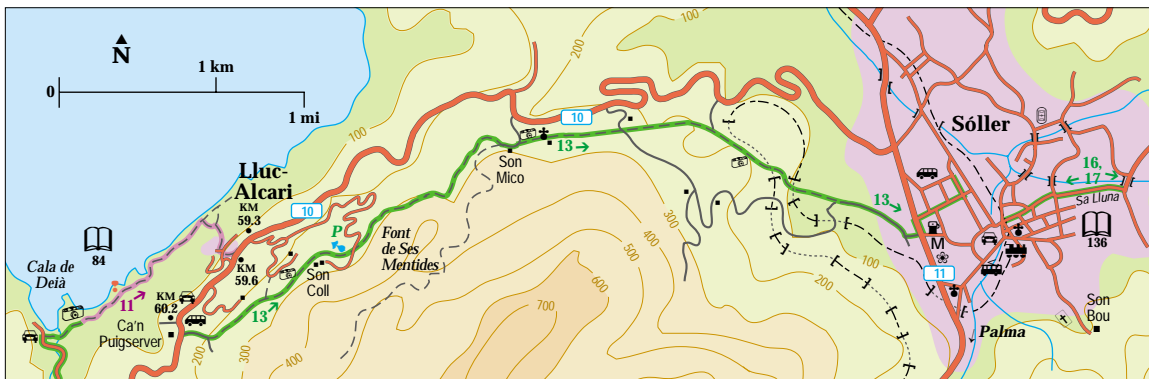 N
0
1 km
1 mi
100
200
10
100
Lluc-
Alcari
KM
59.3
10
KM
59.6
KM
60.2
84
Cala de
Deià
11
Ca'n
Puigserver
13
P
Son
Coll
Font
de Ses
Mentides
Son
Mico
13
200
300
400
700
600
500
400
300
200
100
13
Sóller
16,
17
Sa Lluna
136
M
11
Palma
Son
Bou